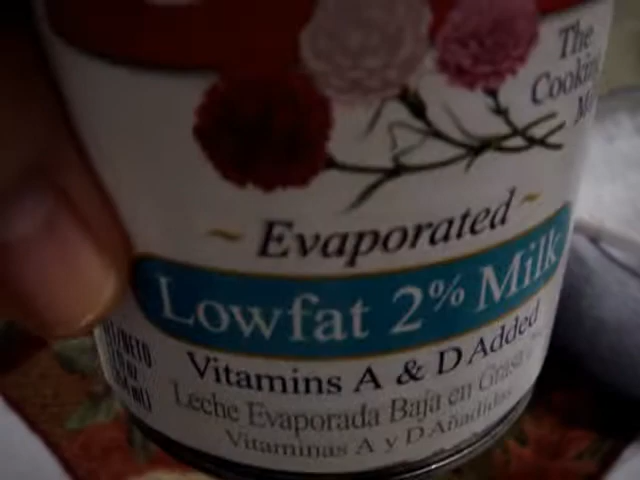 The
Cooking
~ Evaporated ~
Lowfat 2% Milk
Vitamins A & D Added
Leche Evaporada Baja en Grasa
Vitaminas A y D Añadidas